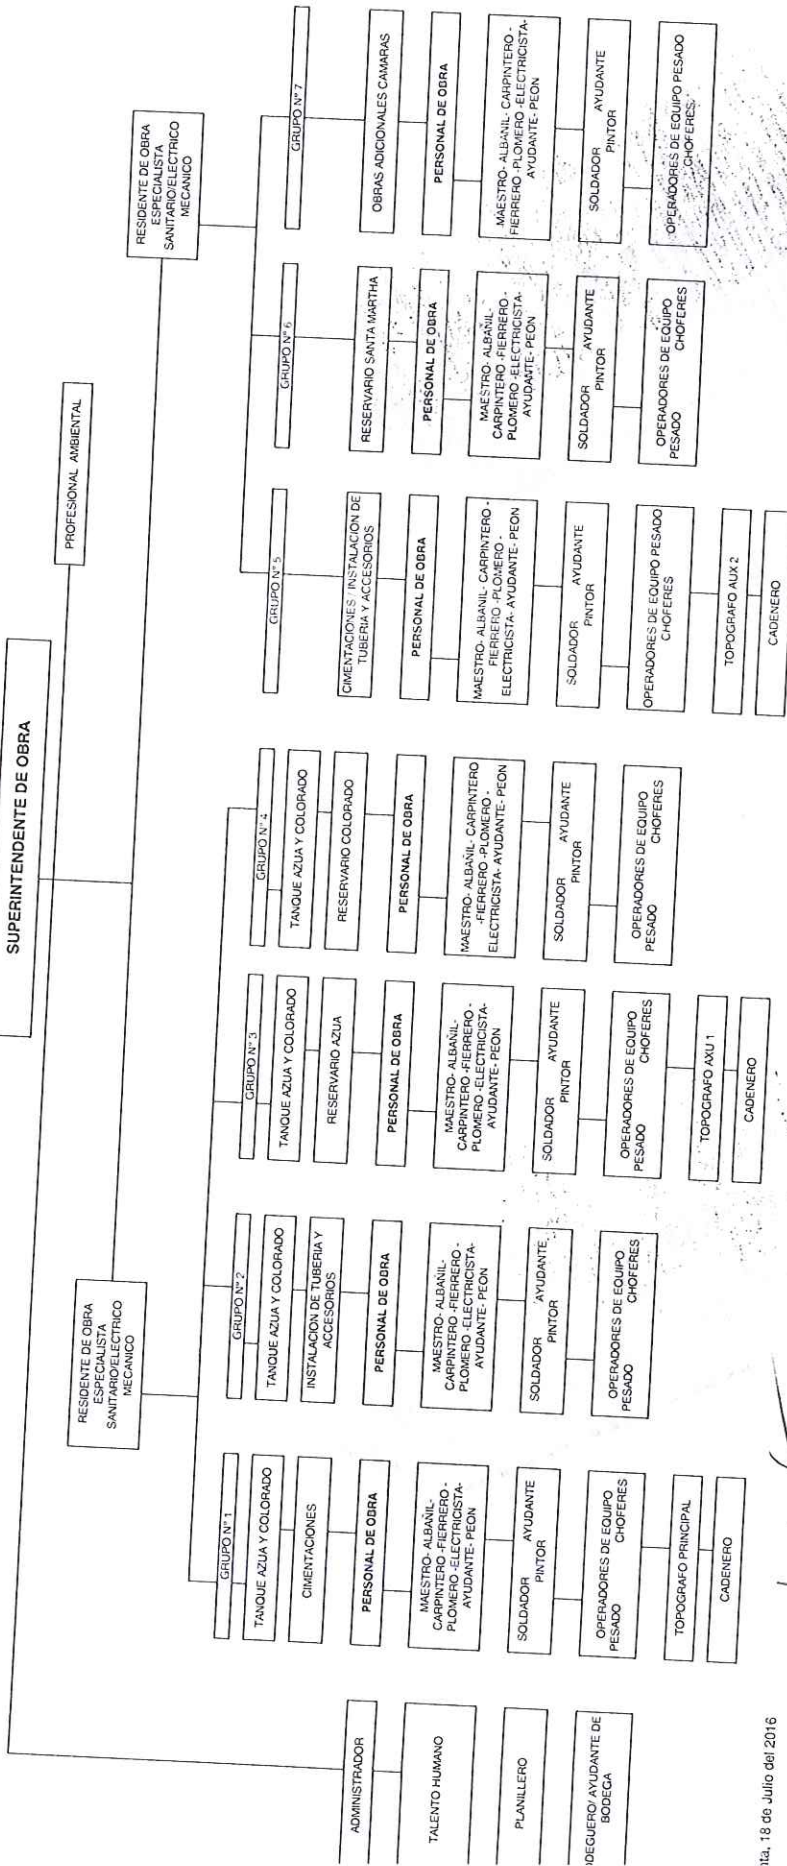 SUPERINTENDENTE DE OBRA
PROFESIONAL AMBIENTAL
RESIDENTE DE OBRA
ESPECIALISTA
SANITARIO/ELECTRICO
MECANICO
RESIDENTE DE OBRA
ESPECIALISTA
SANITARIO/ELECTRICO
MECANICO
ADMINISTRADOR
TALENTO HUMANO
PLANILLERO
ODEGUERO/ AYUDANTE DE
BODEGA
GRUPO N° 1
TANQUE AZUA Y COLORADO
CIMENTACIONES
PERSONAL DE OBRA
MAESTRO- ALBAÑIL-
CARPINTERO -FIERRERO -
PLOMERO -ELECTRICISTA-
AYUDANTE- PEON
SOLDADOR AYUDANTE
PINTOR
OPERADORES DE EQUIPO
PESADO CHOFERES
TOPOGRAFO PRINCIPAL
CADENERO
GRUPO N° 2
TANQUE AZUA Y COLORADO
INSTALACION DE TUBERIA Y
ACCESORIOS
PERSONAL DE OBRA
MAESTRO- ALBAÑIL-
CARPINTERO -FIERRERO -
PLOMERO -ELECTRICISTA-
AYUDANTE- PEON
SOLDADOR AYUDANTE
PINTOR
OPERADORES DE EQUIPO
PESADO CHOFERES
GRUPO N° 3
TANQUE AZUA Y COLORADO
RESERVARIO AZUA
PERSONAL DE OBRA
MAESTRO- ALBAÑIL-
CARPINTERO -FIERRERO -
PLOMERO -ELECTRICISTA-
AYUDANTE- PEON
SOLDADOR AYUDANTE
PINTOR
OPERADORES DE EQUIPO
PESADO CHOFERES
TOPOGRAFO AXU 1
CADENERO
GRUPO N° 4
TANQUE AZUA Y COLORADO
RESERVARIO COLORADO
PERSONAL DE OBRA
MAESTRO- ALBAÑIL- CARPINTERO
-FIERRERO -PLOMERO -
ELECTRICISTA- AYUDANTE- PEON
SOLDADOR AYUDANTE
PINTOR
OPERADORES DE EQUIPO
PESADO CHOFERES
GRUPO N° 5
CIMENTACIONES / INSTALACION DE
TUBERIA Y ACCESORIOS
PERSONAL DE OBRA
MAESTRO- ALBAÑIL- CARPINTERO -
FIERRERO -PLOMERO -
ELECTRICISTA- AYUDANTE- PEON
SOLDADOR AYUDANTE
PINTOR
OPERADORES DE EQUIPO PESADO
CHOFERES
TOPOGRAFO AUX 2
CADENERO
GRUPO N° 6
RESERVARIO SANTA MARTHA
PERSONAL DE OBRA
MAESTRO- ALBAÑIL-
CARPINTERO -FIERRERO -
PLOMERO -ELECTRICISTA-
AYUDANTE- PEON
SOLDADOR AYUDANTE
PINTOR
OPERADORES DE EQUIPO
PESADO CHOFERES
GRUPO N° 7
OBRAS ADICIONALES CAMARAS
PERSONAL DE OBRA
MAESTRO- ALBAÑIL- CARPINTERO -
FIERRERO -PLOMERO -ELECTRICISTA-
AYUDANTE- PEON
SOLDADOR AYUDANTE
PINTOR
OPERADORES DE EQUIPO PESADO
CHOFERES
nta, 18 de Julio del 2016